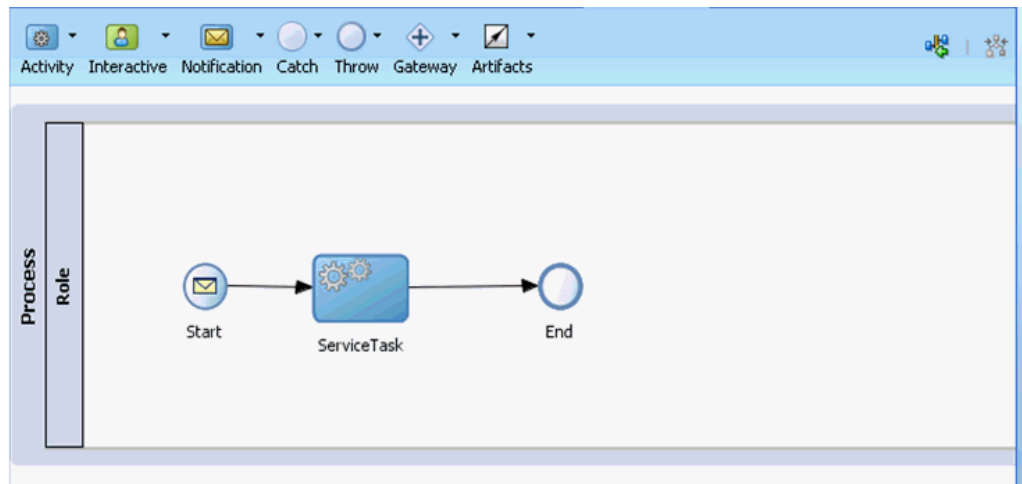 Activity Interactive Notification Catch Throw Gateway Artifacts
Process
Role
Start
ServiceTask
End